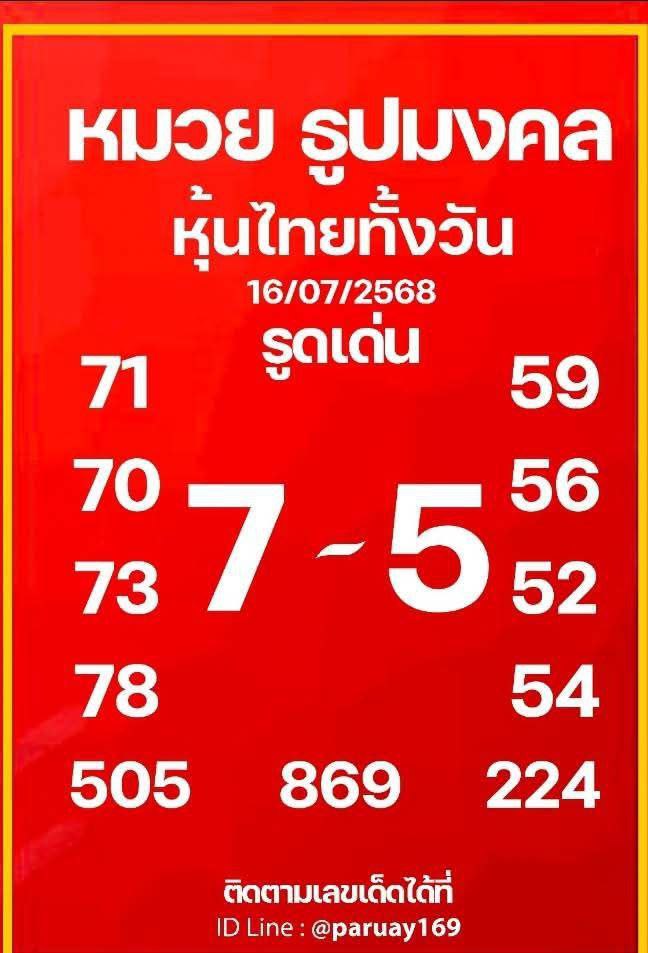 หมวย ธูปมงคล
หุ้นไทยทั้งวัน
16/07/2568
รูดเด่น
71 59
70 56
7 - 5
73 52
78 54
505 869 224
ติดตามเลขเด็ดได้ที่
ID Line : @paruay169